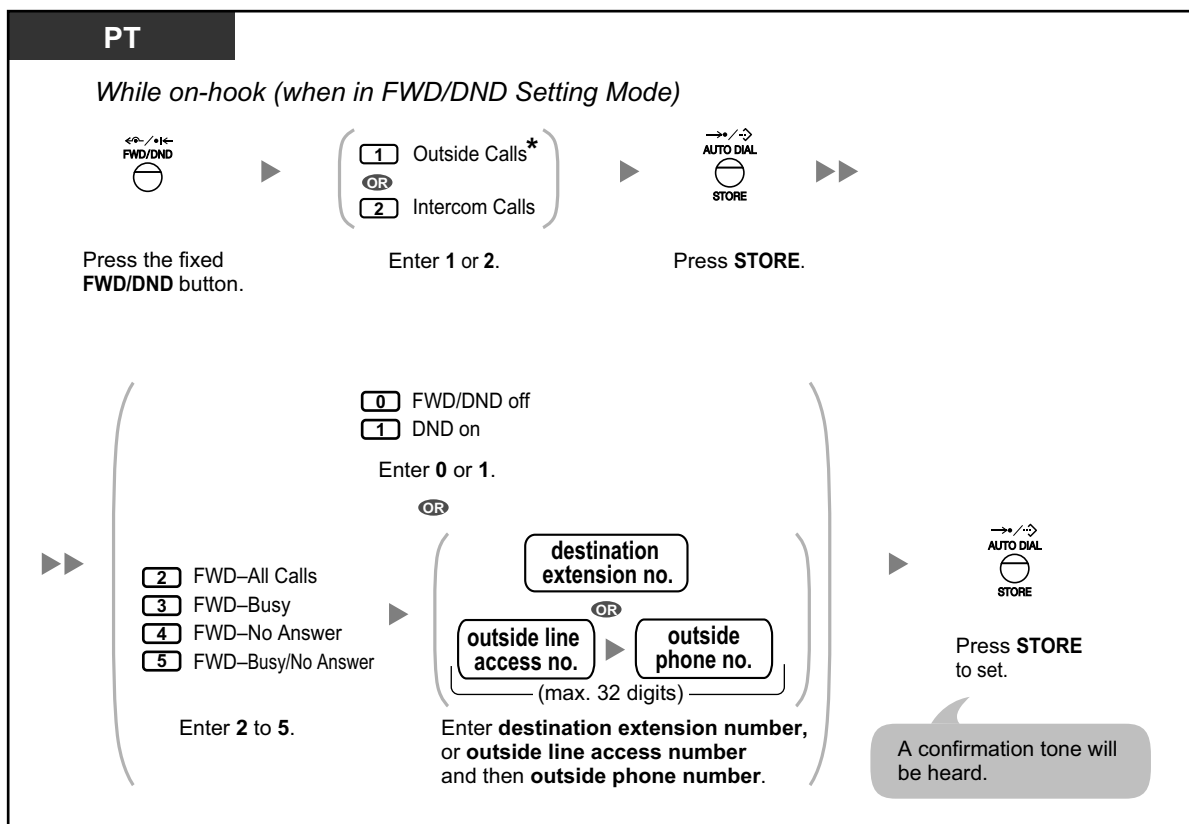 PT
While on-hook (when in FWD/DND Setting Mode)
FWD/DND
Press the fixed
FWD/DND button.
1 Outside Calls*
OR
2 Intercom Calls
Enter 1 or 2.
AUTO DIAL
STORE
Press STORE.
0 FWD/DND off
1 DND on
Enter 0 or 1.
OR
2 FWD–All Calls
3 FWD–Busy
4 FWD–No Answer
5 FWD–Busy/No Answer
Enter 2 to 5.
destination
extension no.
OR
outside line
access no.
outside
phone no.
(max. 32 digits)
Enter destination extension number,
or outside line access number
and then outside phone number.
AUTO DIAL
STORE
Press STORE
to set.
A confirmation tone will
be heard.